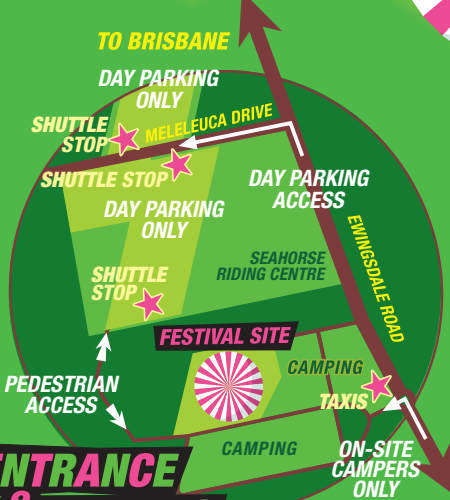 TO BRISBANE
DAY PARKING
ONLY
SHUTTLE
STOP
MELELEUCA DRIVE
SHUTTLE STOP
DAY PARKING
ACCESS
DAY PARKING
ONLY
EWINGSDALE ROAD
SEAHORSE
RIDING CENTRE
SHUTTLE
STOP
FESTIVAL SITE
CAMPING
PEDESTRIAN
ACCESS
TAXIS
CAMPING
ON-SITE
CAMPERS
ONLY
ENTRANCE